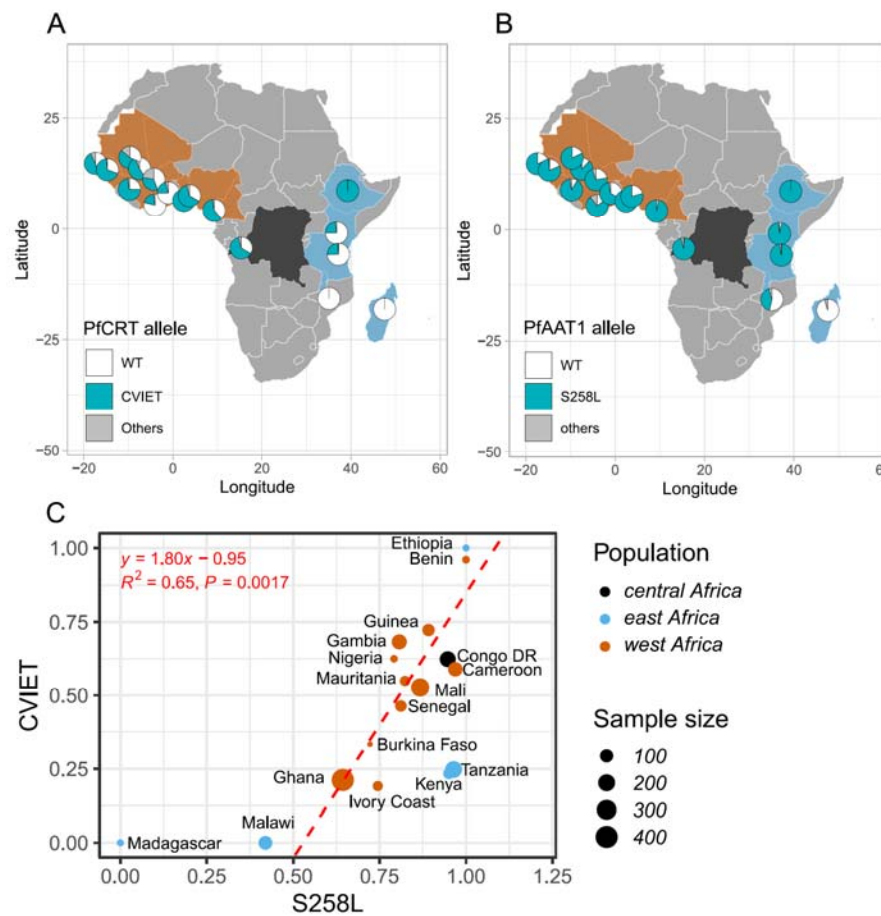 A
B
25
0
−25
−50
Latitude
−20
0
20
40
60
Longitude
PfCRT allele
WT
CVIET
Others
25
0
−25
−50
Latitude
−20
0
20
40
60
Longitude
PfAAT1 allele
WT
S258L
others
C
1.00
0.75
0.50
0.25
0.00
CVIET
y = 1.80x − 0.95
R² = 0.65, P = 0.0017
Ethiopia
Benin
Guinea
Gambia
Nigeria
Congo DR
Cameroon
Mauritania
Mali
Senegal
Burkina Faso
Ghana
Tanzania
Kenya
Ivory Coast
Malawi
Madagascar
0.00
0.25
0.50
0.75
1.00
1.25
S258L
Population
central Africa
east Africa
west Africa
Sample size
100
200
300
400